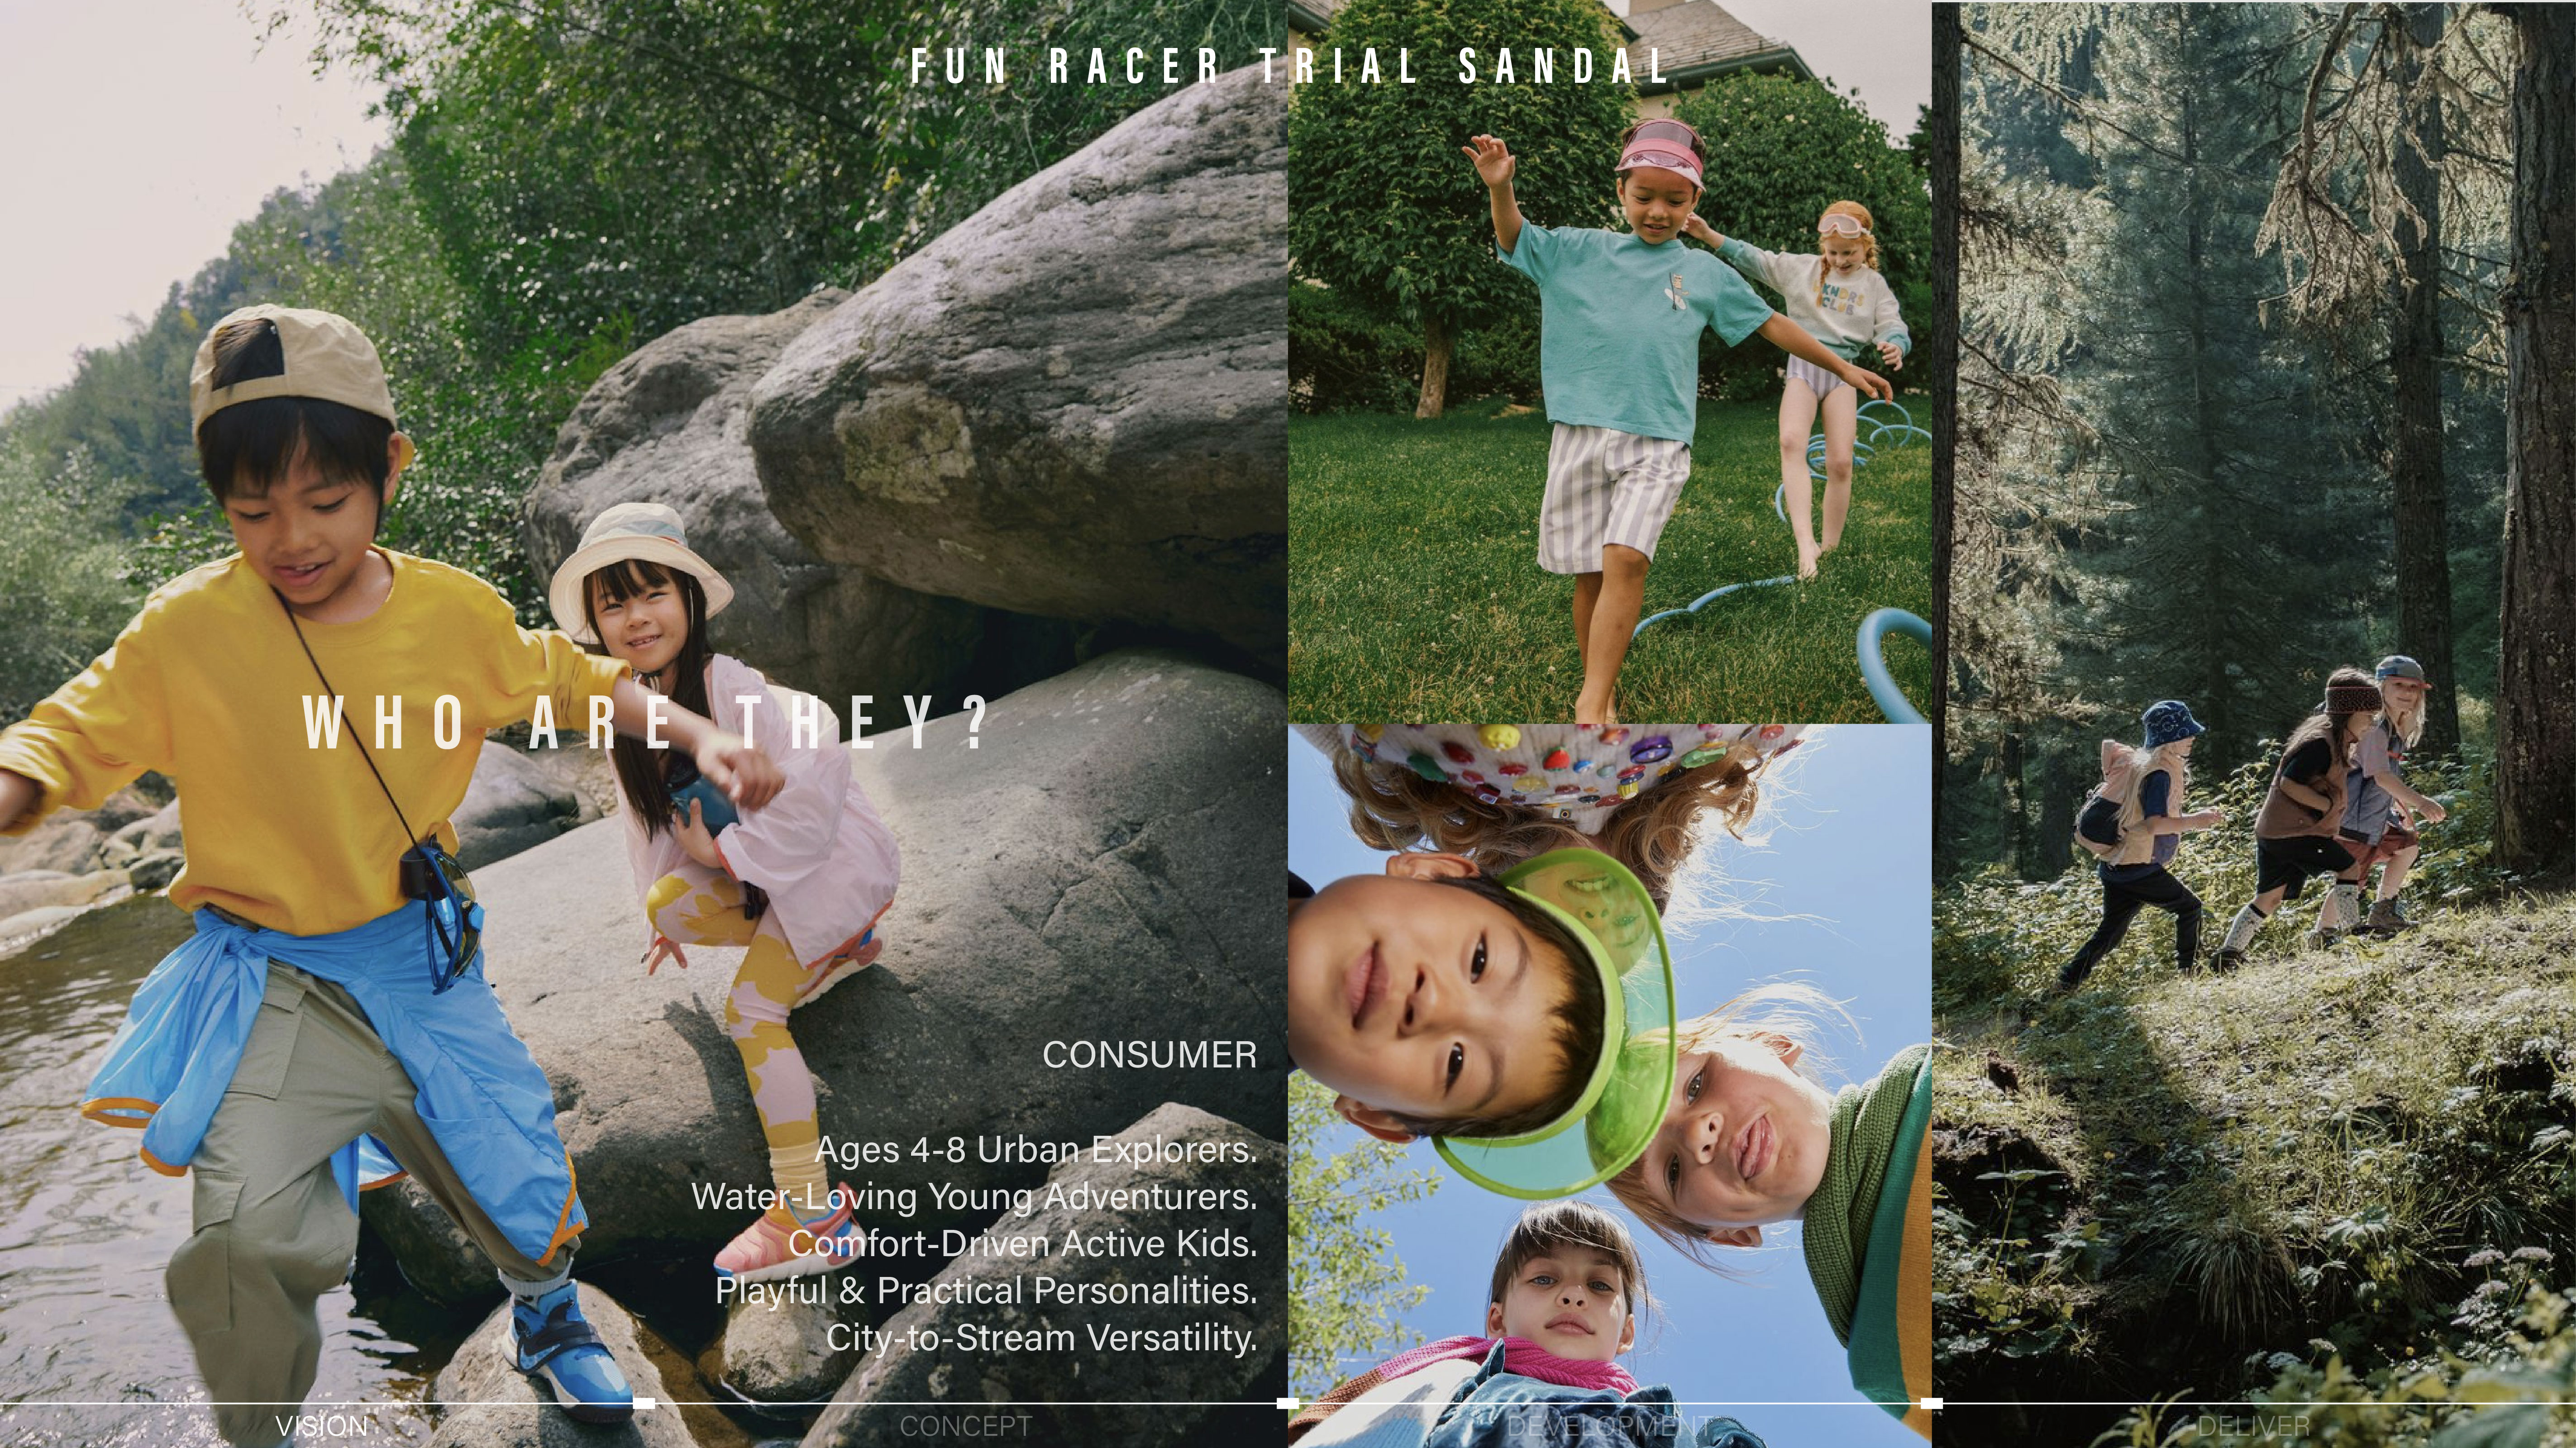 FUN RACER TRIAL SANDAL
WHO ARE THEY?
CONSUMER
Ages 4-8 Urban Explorers.
Water-Loving Young Adventurers.
Comfort-Driven Active Kids.
Playful & Practical Personalities.
City-to-Stream Versatility.
VISION
CONCEPT
DEVELOPMENT
DELIVER